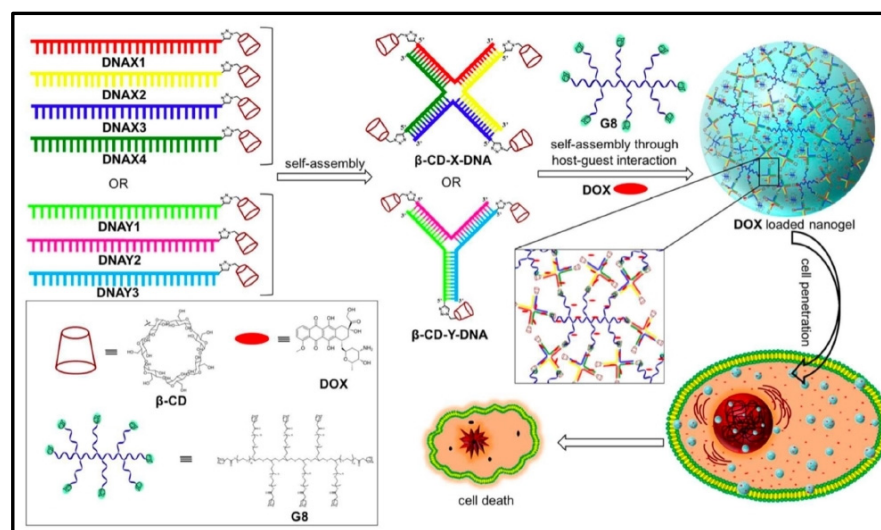 DNAX1
DNAX2
DNAX3
DNAX4
OR
DNAY1
DNAY2
DNAY3
self-assembly
β-CD-X-DNA
OR
β-CD-Y-DNA
G8
self-assembly through
host-guest interaction
DOX
DOX loaded nanogel
cell penetration
cell death
β-CD
DOX
G8